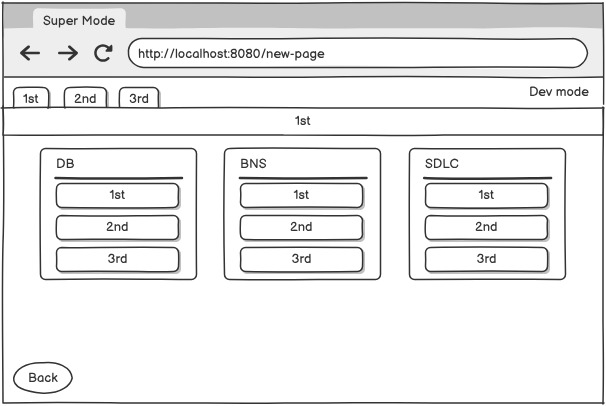 Super Mode
http://localhost:8080/new-page
1st 2nd 3rd
Dev mode
1st
DB
1st
2nd
3rd
BNS
1st
2nd
3rd
SDLC
1st
2nd
3rd
Back